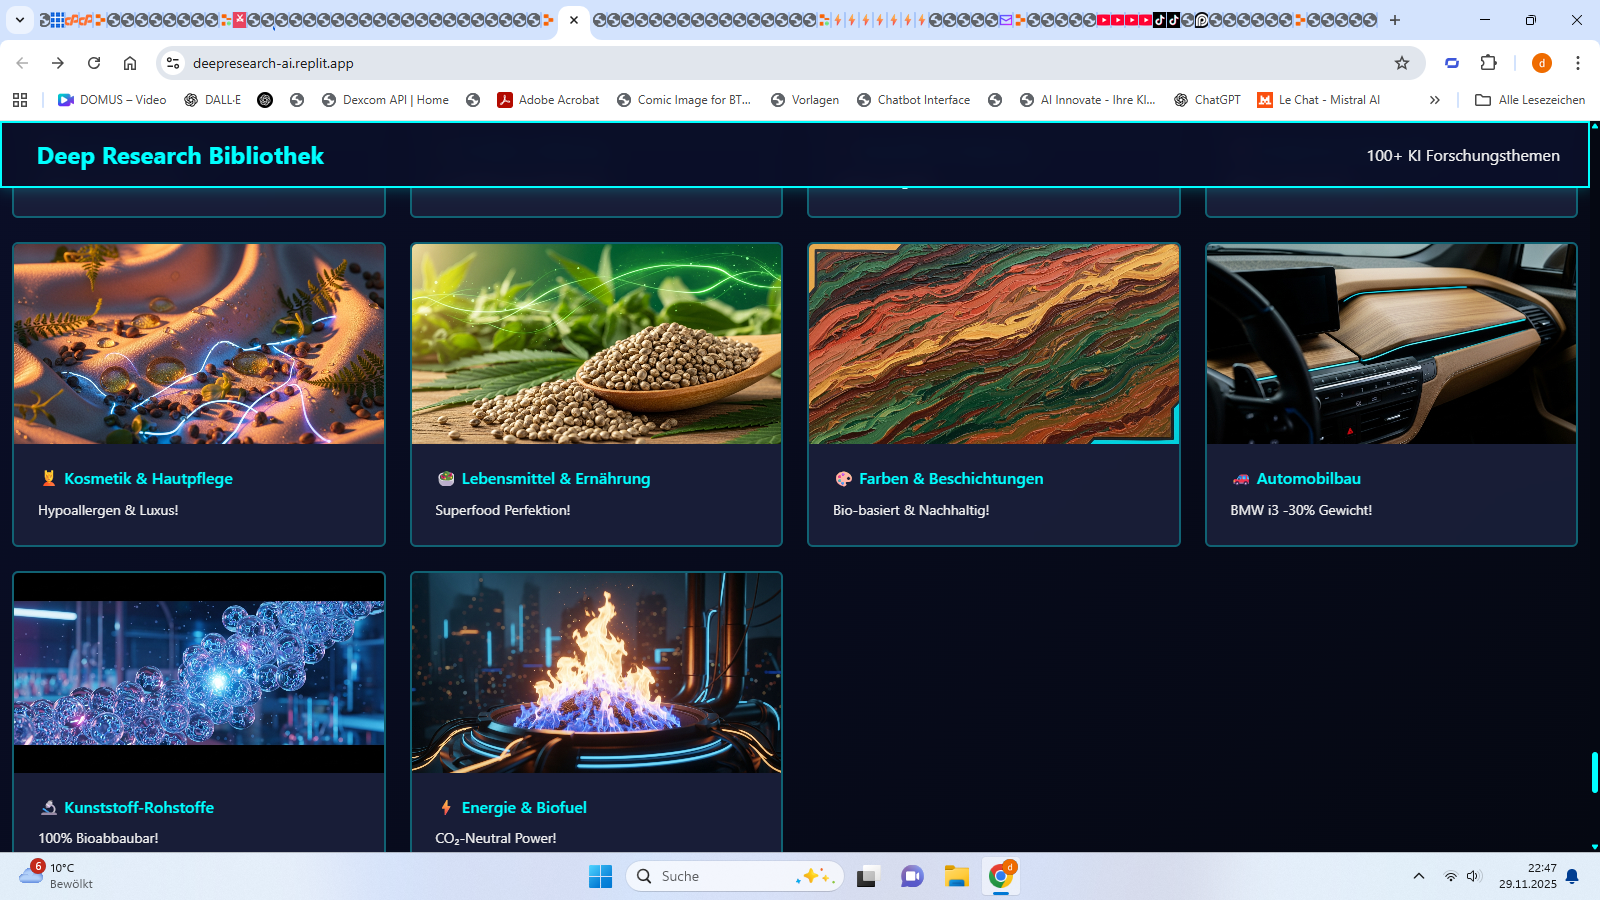 deepresearch-ai.replit.app
d
DOMUS – Video
DALL·E
Dexcom API | Home
Adobe Acrobat
Comic Image for BT...
Vorlagen
Chatbot Interface
AI Innovate - Ihre KI...
ChatGPT
Le Chat - Mistral AI
Alle Lesezeichen
Deep Research Bibliothek
100+ KI Forschungsthemen
Kosmetik & Hautpflege
Hypoallergen & Luxus!
Lebensmittel & Ernährung
Superfood Perfektion!
Farben & Beschichtungen
Bio-basiert & Nachhaltig!
Automobilbau
BMW i3 -30% Gewicht!
Kunststoff-Rohstoffe
100% Bioabbaubar!
Energie & Biofuel
CO₂-Neutral Power!
6
10°C
Bewölkt
Suche
d
22:47
29.11.2025